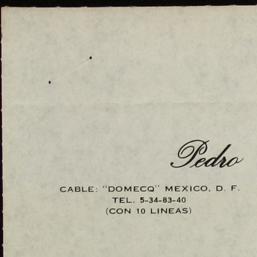 Pedro
CABLE: "DOMECQ" MEXICO, D. F.
TEL. 5-34-83-40
(CON 10 LINEAS)